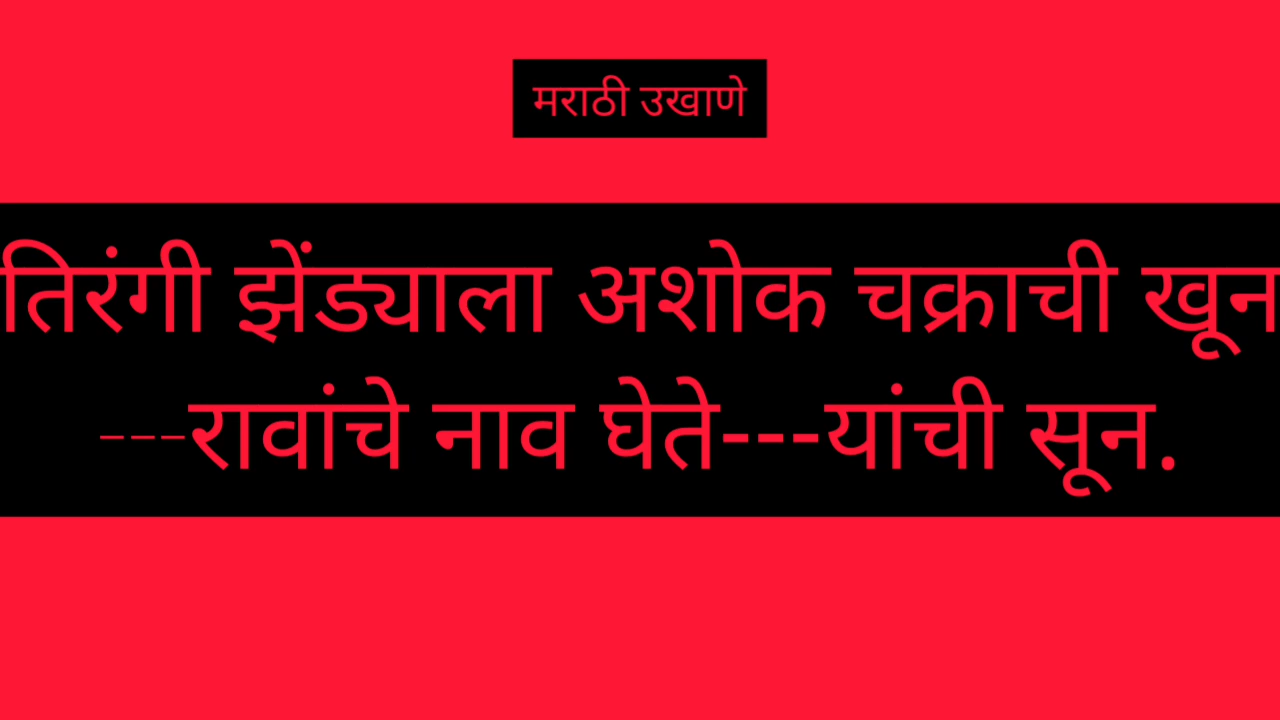 मराठी उखाणे
तिरंगी झेंड्याला अशोक चक्राची खून
---रावांचे नाव घेते---यांची सून.